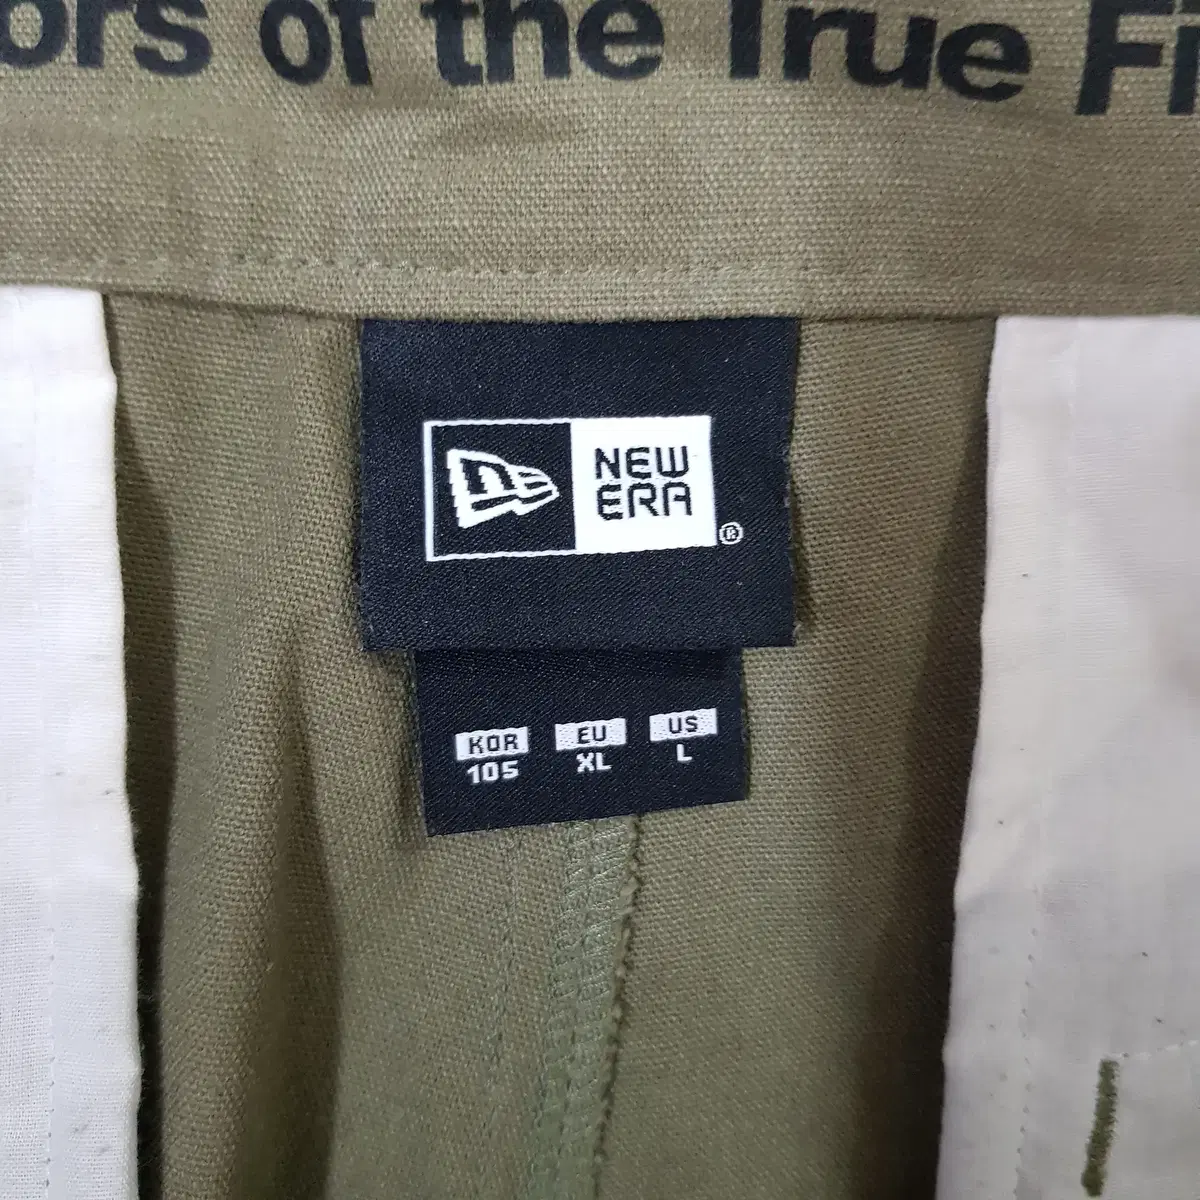 ors of the True Fi
NEW
ERA
®
KOR EU US
105 XL L